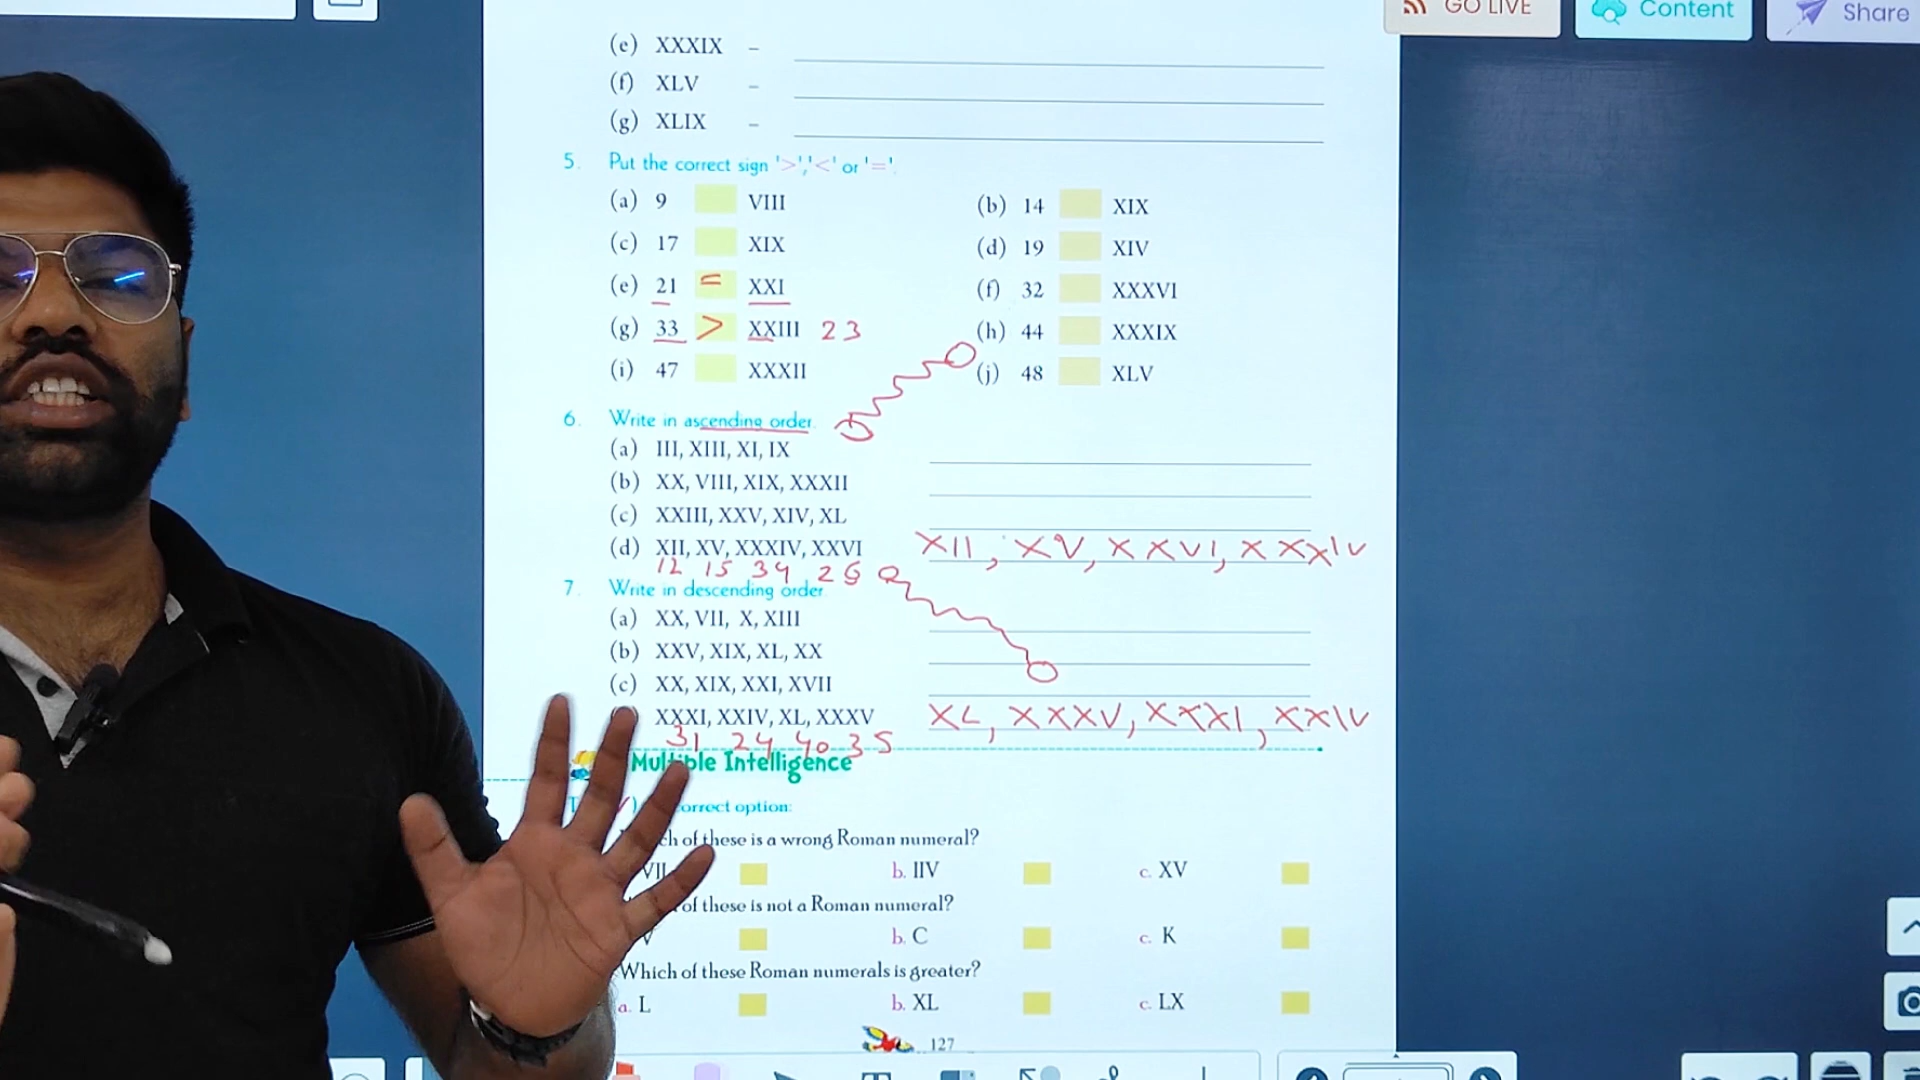 GO LIVE
Content
Share
(e) XXXIX –
(f) XLV –
(g) XLIX –
5. Put the correct sign '>','<' or '='.
(a) 9 VIII (b) 14 XIX
(c) 17 XIX (d) 19 XIV
(e) 21 = XXI (f) 32 XXXVI
(g) 33 > XXIII 23 (h) 44 XXXIX
(i) 47 XXXII (j) 48 XLV
6. Write in ascending order.
(a) III, XIII, XI, IX
(b) XX, VIII, XIX, XXXII
(c) XXIII, XXV, XIV, XL
(d) XII, XV, XXXIV, XXVI XII, XV, XXVI, XXXIV
12 15 34 26
7. Write in descending order.
(a) XX, VII, X, XIII
(b) XXV, XIX, XL, XX
(c) XX, XIX, XXI, XVII
XXXI, XXIV, XL, XXXV XL, XXXV, XXXI, XXIV
31 24 40 35
Multiple Intelligence
correct option:
of these is a wrong Roman numeral?
VII b. IIV c. XV
of these is not a Roman numeral?
V b. C c. K
Which of these Roman numerals is greater?
a. L b. XL c. LX
127